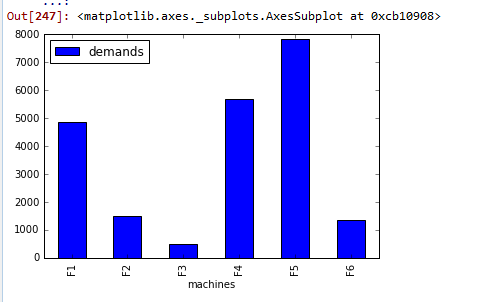 ...:
Out[247]: <matplotlib.axes._subplots.AxesSubplot at 0xcb10908>
8000
demands
7000
6000
5000
4000
3000
2000
1000
0
F1 F2 F3 F4 F5 F6
machines